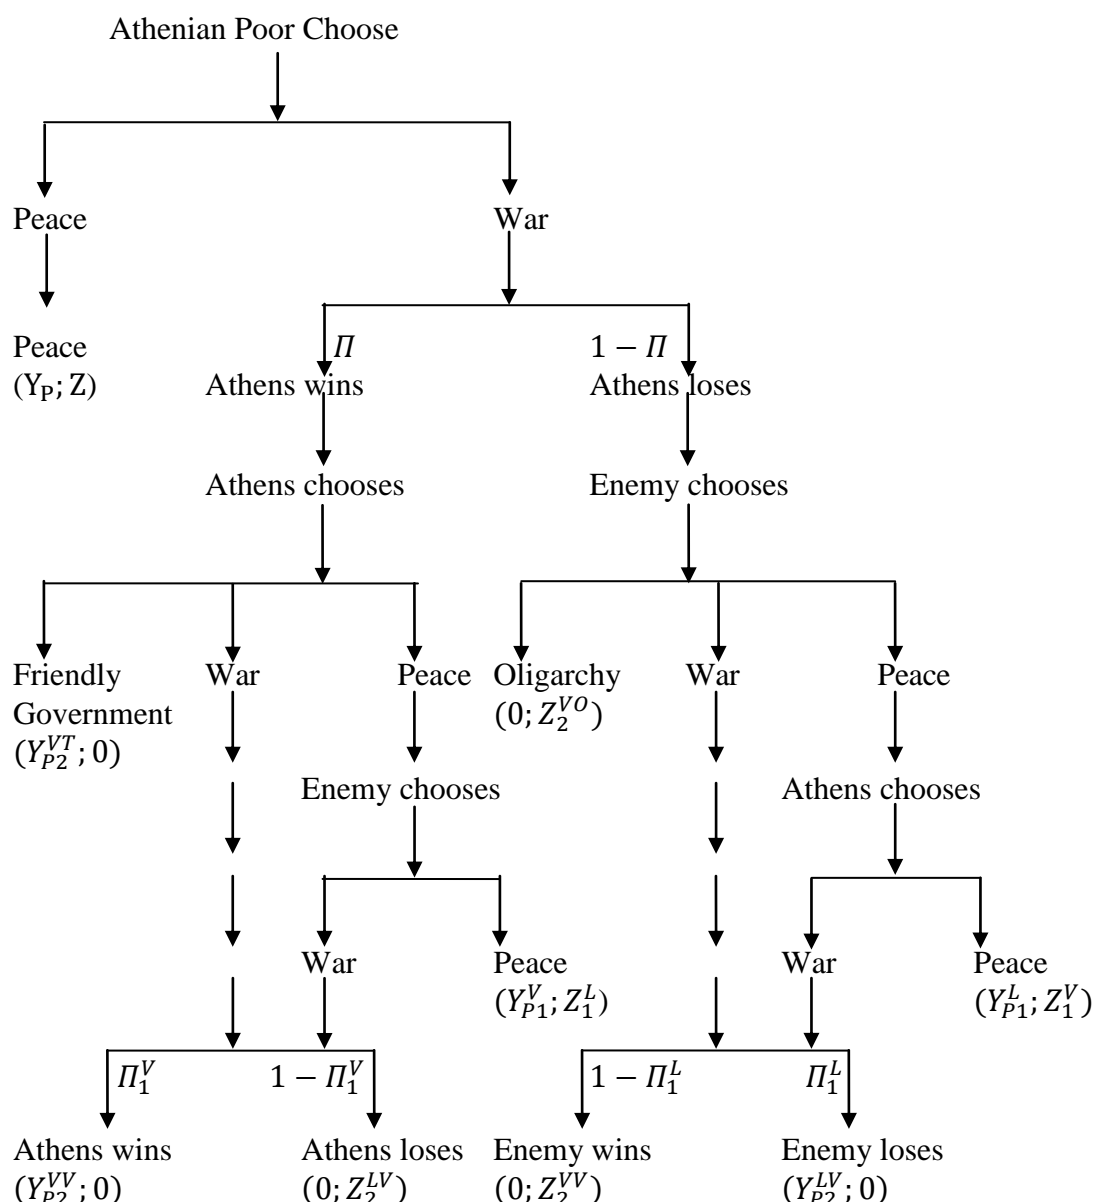 Athenian Poor Choose
Peace War
Peace Π 1 − Π
(Y_P; Z) Athens wins Athens loses
Athens chooses Enemy chooses
Friendly War Peace Oligarchy War Peace
Government (0; Z_2^{VO})
(Y_{P2}^{VT}; 0)
Enemy chooses Athens chooses
War Peace War Peace
(Y_{P1}^V; Z_1^L) (Y_{P1}^L; Z_1^V)
Π_1^V 1 − Π_1^V 1 − Π_1^L Π_1^L
Athens wins Athens loses Enemy wins Enemy loses
(Y_{P2}^{VV}; 0) (0; Z_2^{LV}) (0; Z_2^{VV}) (Y_{P2}^{LV}; 0)